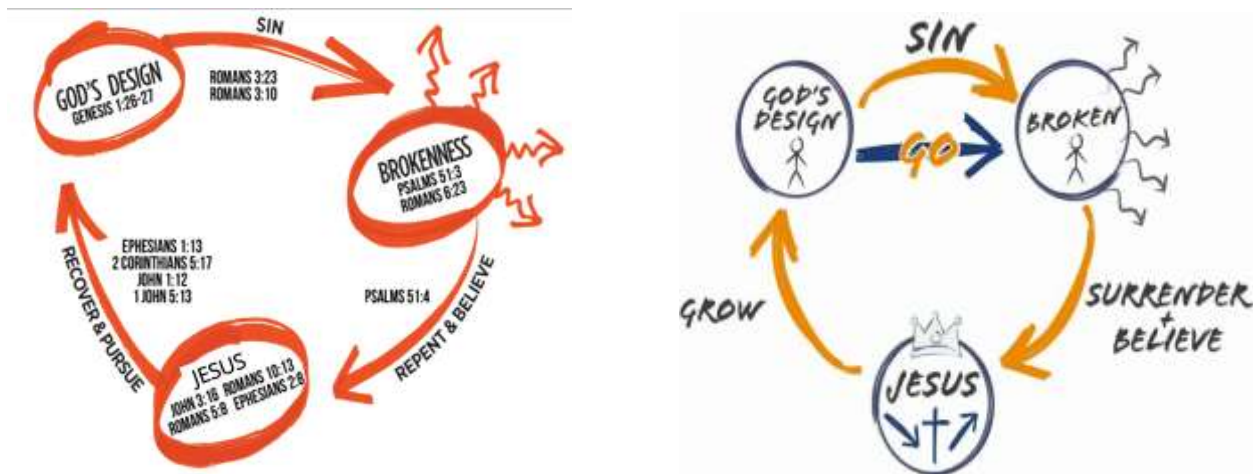 SIN
GOD'S DESIGN
GENESIS 1:26-27
ROMANS 3:23
ROMANS 3:10
BROKENNESS
PSALMS 51:3
ROMANS 6:23
PSALMS 51:4
REPENT & BELIEVE
JESUS
JOHN 3:16 ROMANS 10:13
ROMANS 5:8 EPHESIANS 2:8
RECOVER & PURSUE
EPHESIANS 1:13
2 CORINTHIANS 5:17
JOHN 1:12
1 JOHN 5:13
SIN
GOD'S
DESIGN
GO
BROKEN
SURRENDER
+
BELIEVE
JESUS
GROW